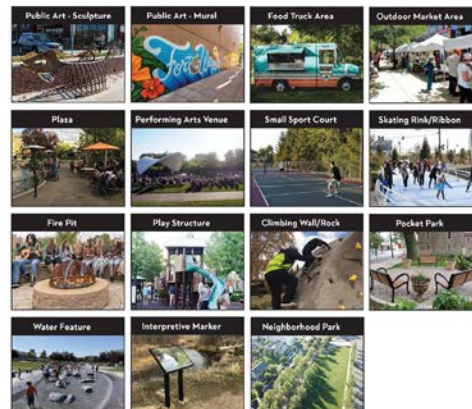 Public Art - Sculpture
Public Art - Mural
Food Truck Area
Outdoor Market Area
Plaza
Performing Arts Venue
Small Sport Court
Skating Rink/Ribbon
Fire Pit
Play Structure
Climbing Wall/Rock
Pocket Park
Water Feature
Interpretive Marker
Neighborhood Park